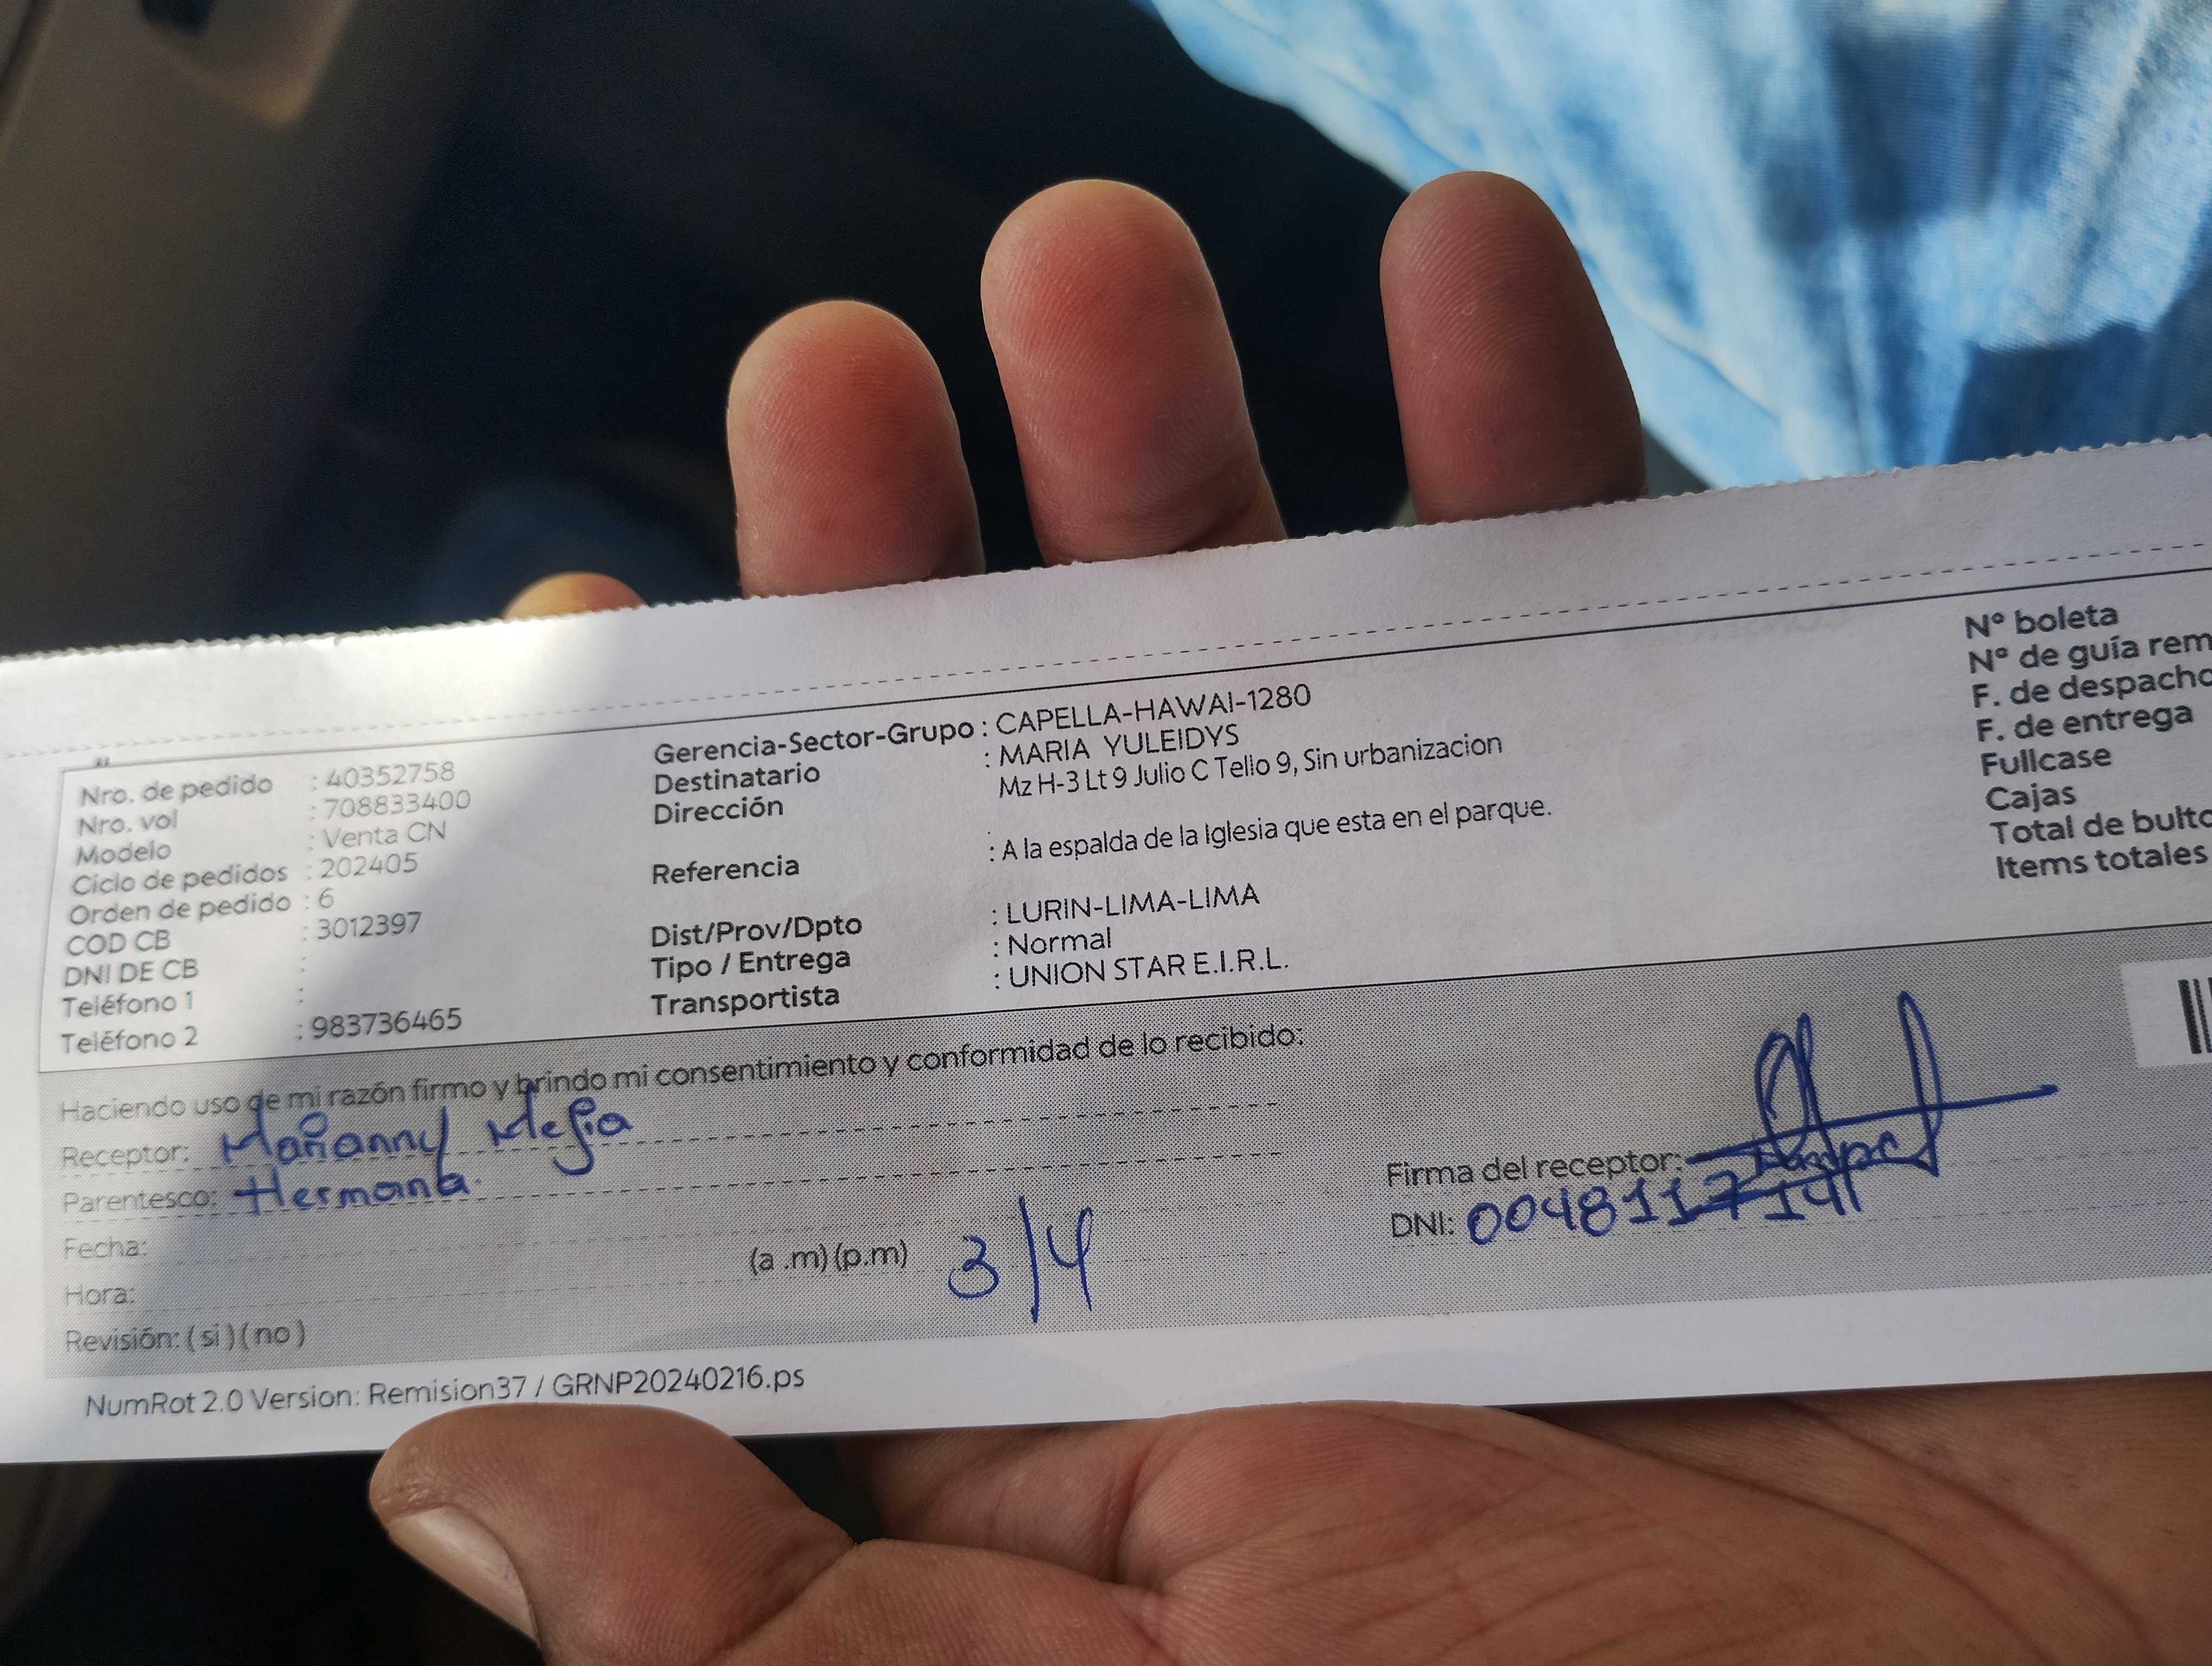 Nro. de pedido : 40352758
Nro. vol : 708833400
Modelo : Venta CN
Ciclo de pedidos : 202405
Orden de pedido : 6
COD CB : 3012397
DNI DE CB :
Teléfono 1 :
Teléfono 2 : 983736465
Gerencia-Sector-Grupo : CAPELLA-HAWAI-1280
Destinatario : MARIA YULEIDYS
Dirección Mz H-3 Lt 9 Julio C Tello 9, Sin urbanizacion
Referencia : A la espalda de la Iglesia que esta en el parque.
Dist/Prov/Dpto : LURIN-LIMA-LIMA
Tipo / Entrega : Normal
Transportista : UNION STAR E.I.R.L.
N° boleta
N° de guía rem
F. de despacho
F. de entrega
Fullcase
Cajas
Total de bulto
Items totales
Haciendo uso de mi razón firmo y brindo mi consentimiento y conformidad de lo recibido:
Receptor: Marianny Mejia
Parentesco: Hermana.
Fecha:
Hora: (a .m) (p.m) 3/4
Revisión: ( si ) ( no )
Firma del receptor:
DNI:
NumRot 2.0 Version: Remision37 / GRNP20240216.ps